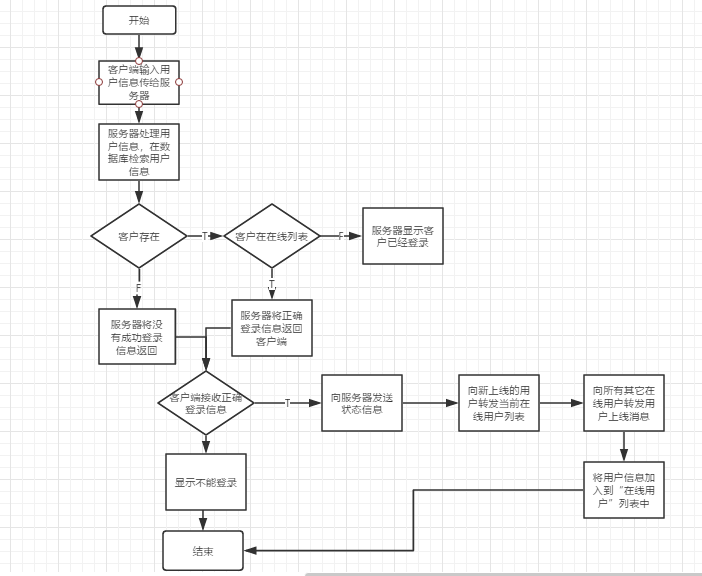 开始
客户端输入用
户信息传给服
务器
服务器处理用
户信息，在数
据库检索用户
信息
客户存在
T
客户在在线列表
F
服务器显示客
户已经登录
F
T
服务器将没
有成功登录
信息返回
服务器将正确
登录信息返回
客户端
客户端接收正确
登录信息
T
向服务器发送
状态信息
向新上线的用
户转发当前在
线用户列表
向所有其它在
线用户转发用
户上线消息
显示不能登录
将用户信息加
入到“在线用
户”列表中
结束